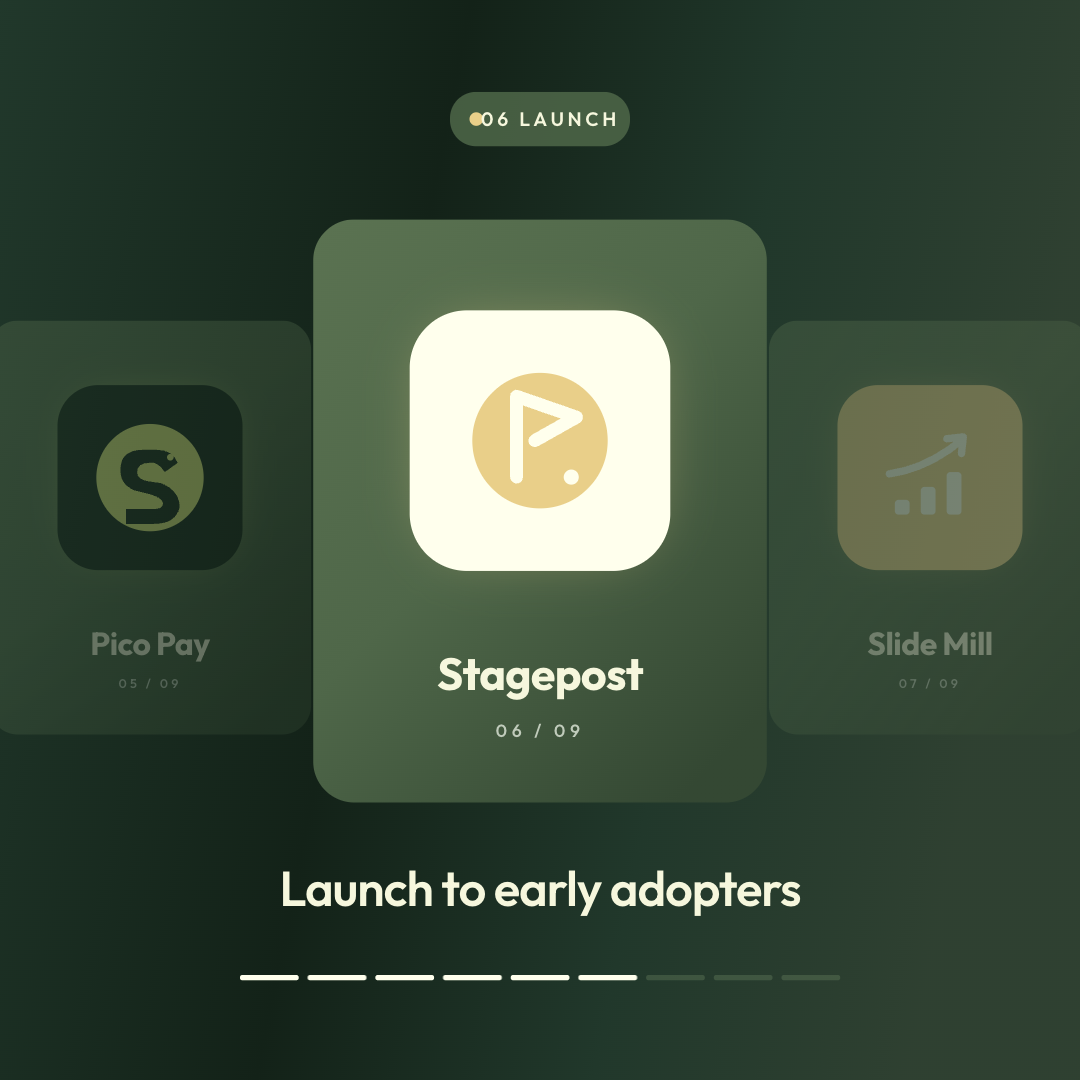 06 LAUNCH
S
P.
Pico Pay
05 / 09
Stagepost
06 / 09
Slide Mill
07 / 09
Launch to early adopters